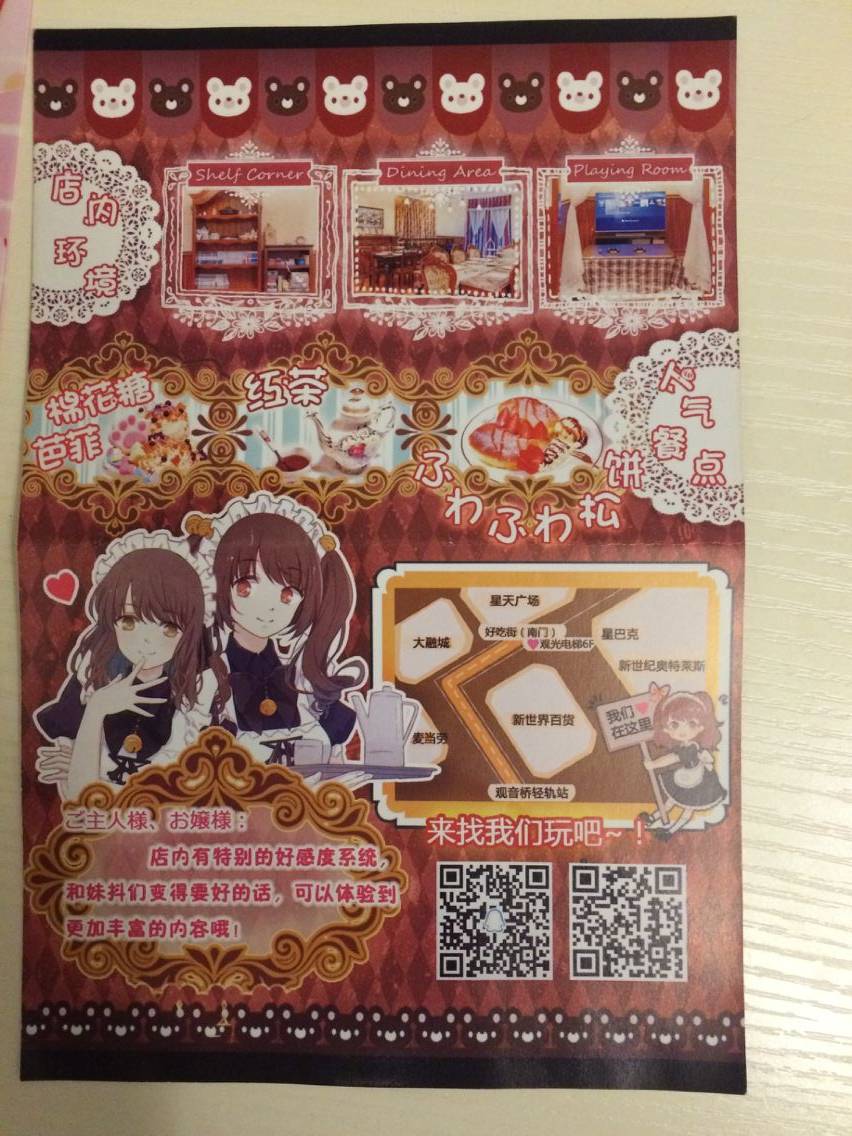 店内
环境
Shelf Corner
Dining Area
Playing Room
棉花糖
芭菲
红茶
ふわふわ松饼
人气
餐点
星天广场
大融城
好吃街（南门）
观光电梯6F
星巴克
新世纪奥特莱斯
新世界百货
我们
在这里
麦当劳
观音桥轻轨站
ご主人様、お嬢様：
店内有特别的好感度系统，
和妹抖们变得要好的话，可以体验到
更加丰富的内容哦！
来找我们玩吧~！